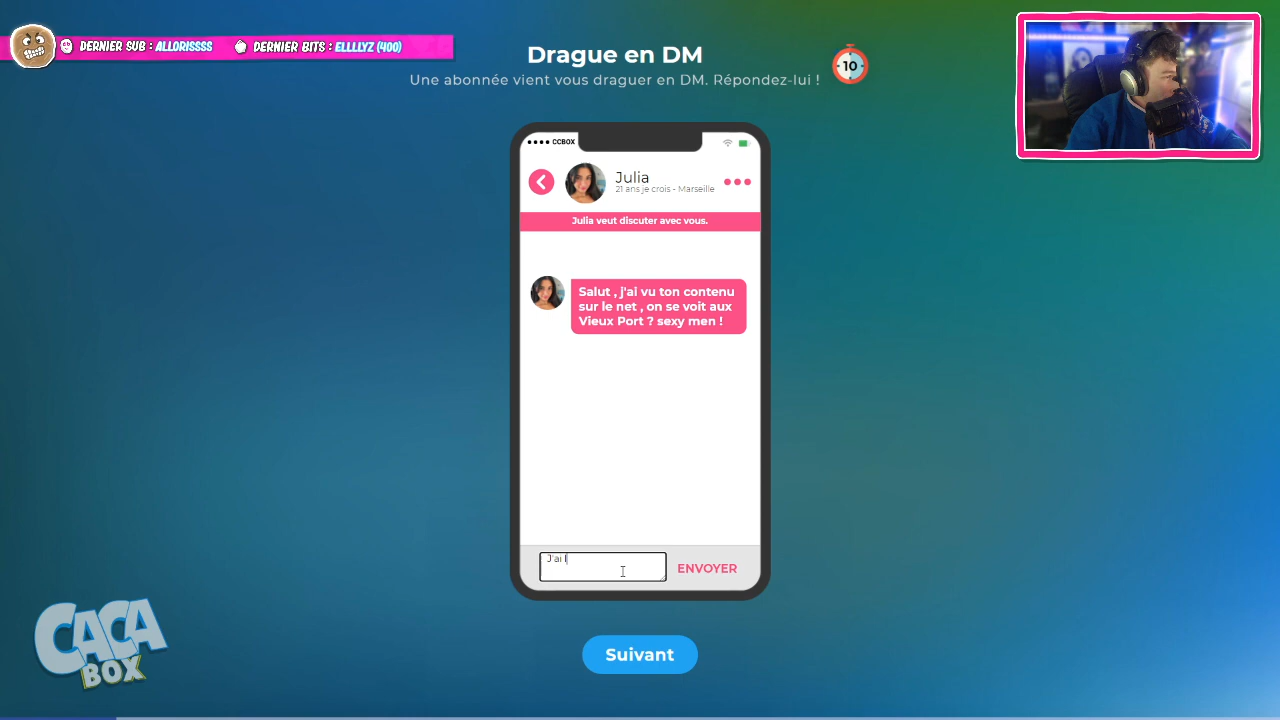 DERNIER SUB : ALLORISSSS
DERNIER BITS : ELLLLYZ (400)
Drague en DM
Une abonnée vient vous draguer en DM. Répondez-lui !
10
CCBOX
Julia
21 ans je crois - Marseille
Julia veut discuter avec vous.
Salut , j'ai vu ton contenu
sur le net , on se voit aux
Vieux Port ? sexy men !
J'ai l
ENVOYER
Suivant
CACA
BOX